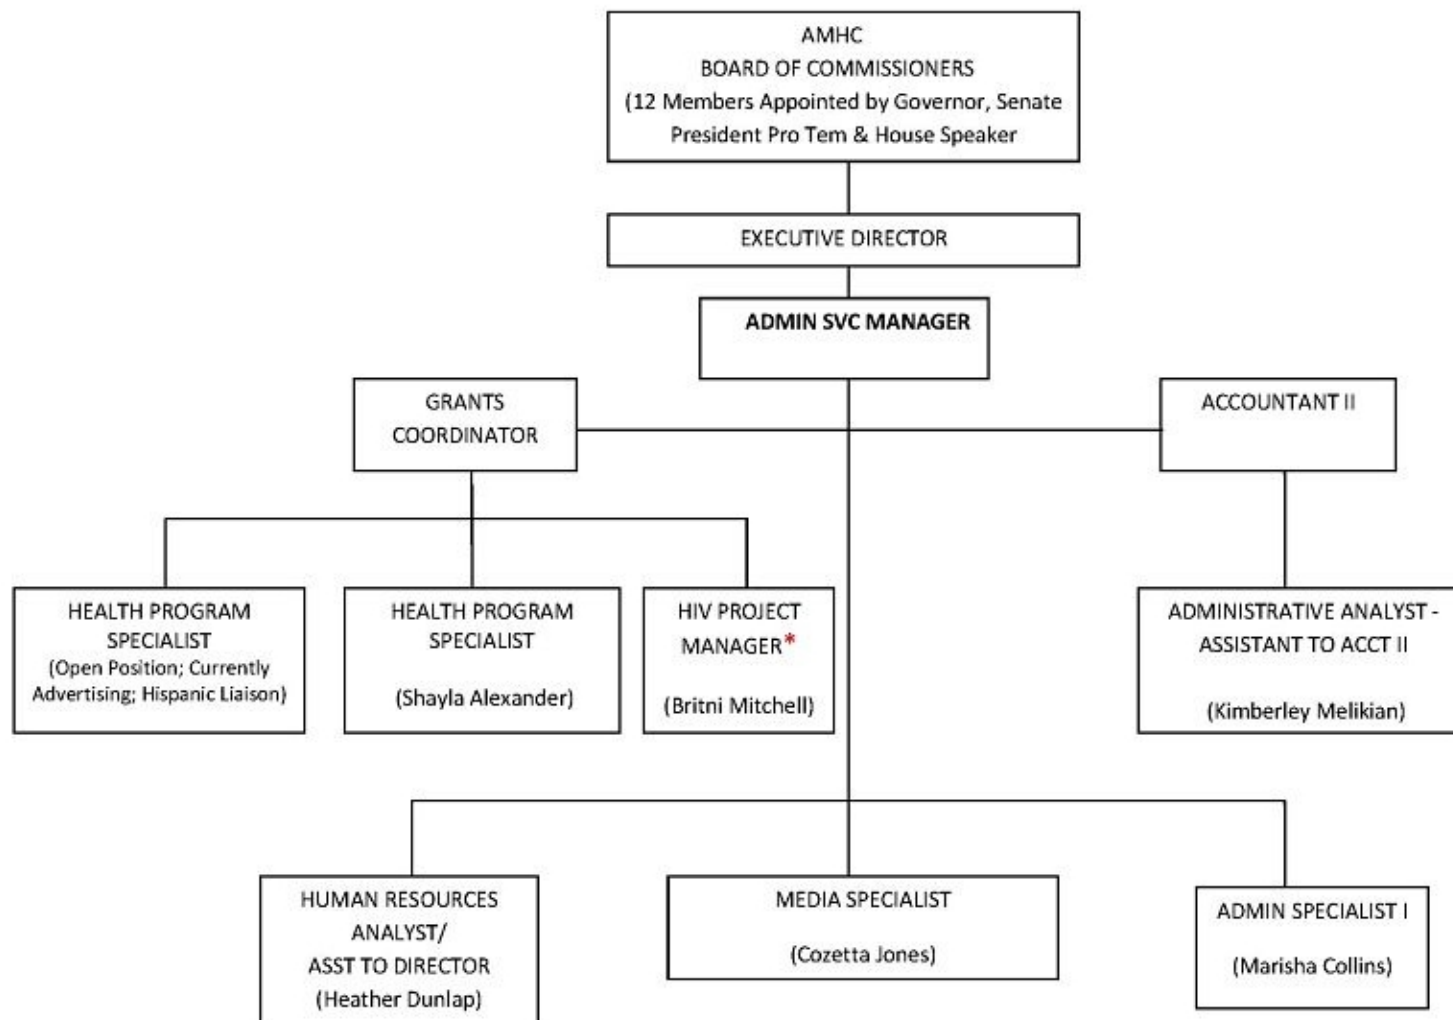 AMHC
BOARD OF COMMISSIONERS
(12 Members Appointed by Governor, Senate
President Pro Tem & House Speaker
EXECUTIVE DIRECTOR
ADMIN SVC MANAGER
GRANTS
COORDINATOR
ACCOUNTANT II
HEALTH PROGRAM
SPECIALIST
(Open Position; Currently
Advertising; Hispanic Liaison)
HEALTH PROGRAM
SPECIALIST
(Shayla Alexander)
HIV PROJECT
MANAGER*
(Britni Mitchell)
ADMINISTRATIVE ANALYST -
ASSISTANT TO ACCT II
(Kimberley Melikian)
HUMAN RESOURCES
ANALYST/
ASST TO DIRECTOR
(Heather Dunlap)
MEDIA SPECIALIST
(Cozetta Jones)
ADMIN SPECIALIST I
(Marisha Collins)